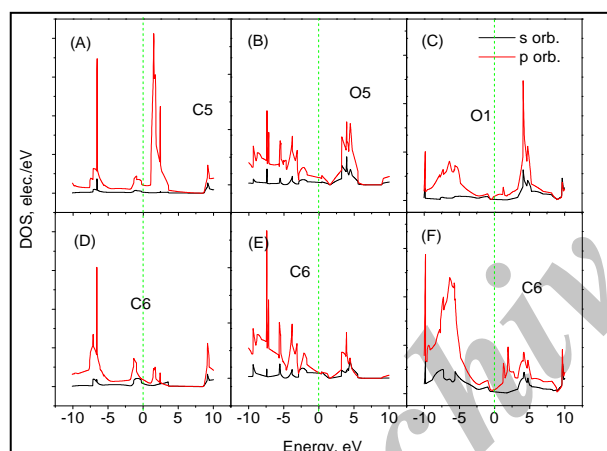 (A)
C5
(B)
O5
(C)
s orb.
p orb.
O1
(D)
C6
(E)
C6
(F)
C6
DOS, elec./eV
-10 -5 0 5 10 -10 -5 0 5 10 -10 -5 0 5 10
Energy, eV
chiv